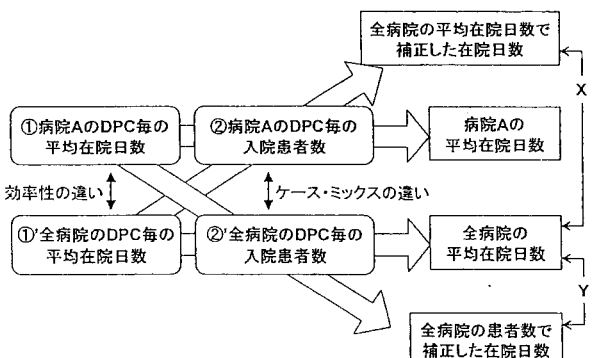 全病院の平均在院日数で
補正した在院日数
X
①病院AのDPC毎の
平均在院日数
②病院AのDPC毎の
入院患者数
病院Aの
平均在院日数
効率性の違い
ケース・ミックスの違い
①'全病院のDPC毎の
平均在院日数
②'全病院のDPC毎の
入院患者数
全病院の
平均在院日数
Y
全病院の患者数で
補正した在院日数